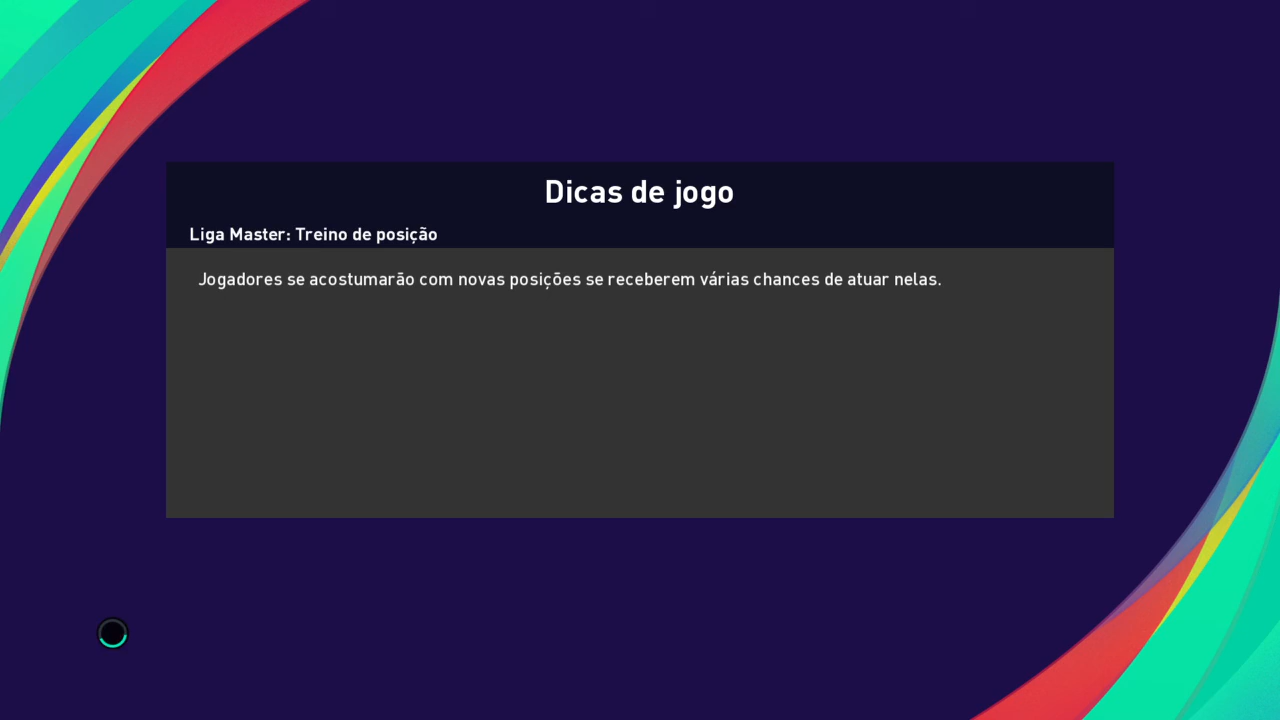 Dicas de jogo
Liga Master: Treino de posição
Jogadores se acostumarão com novas posições se receberem várias chances de atuar nelas.